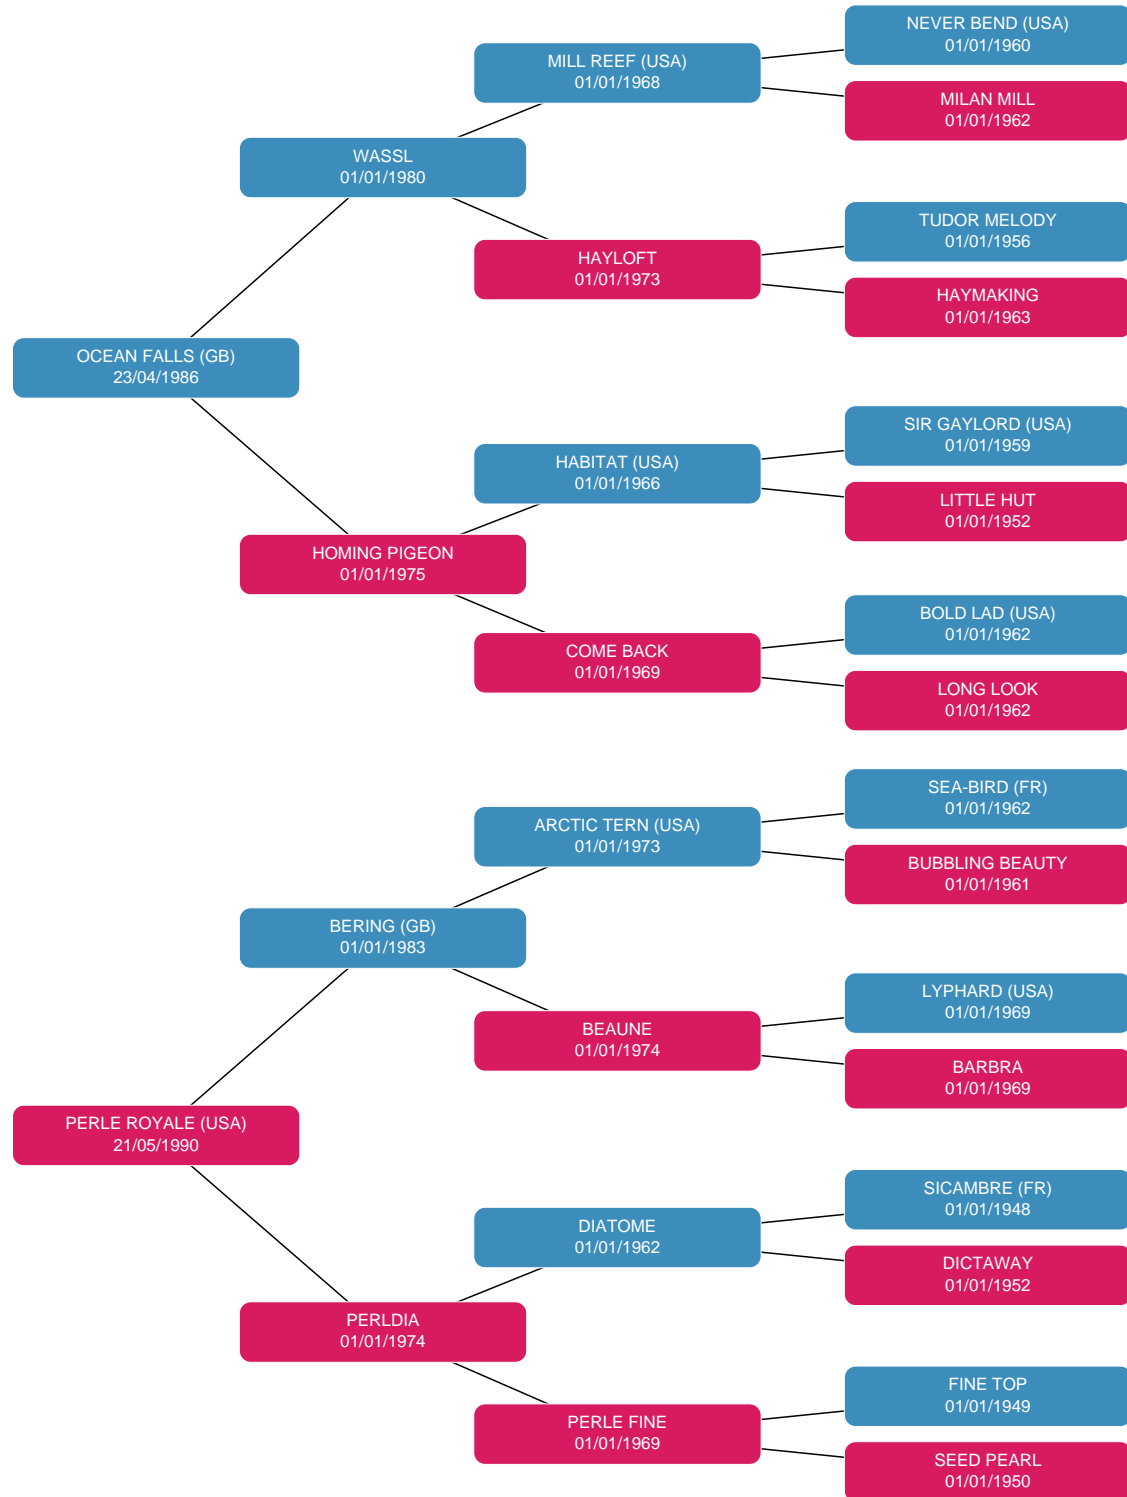 NEVER BEND (USA)
01/01/1960
MILL REEF (USA)
01/01/1968
MILAN MILL
01/01/1962
WASSL
01/01/1980
TUDOR MELODY
01/01/1956
HAYLOFT
01/01/1973
HAYMAKING
01/01/1963
OCEAN FALLS (GB)
23/04/1986
SIR GAYLORD (USA)
01/01/1959
HABITAT (USA)
01/01/1966
LITTLE HUT
01/01/1952
HOMING PIGEON
01/01/1975
BOLD LAD (USA)
01/01/1962
COME BACK
01/01/1969
LONG LOOK
01/01/1962
SEA-BIRD (FR)
01/01/1962
ARCTIC TERN (USA)
01/01/1973
BUBBLING BEAUTY
01/01/1961
BERING (GB)
01/01/1983
LYPHARD (USA)
01/01/1969
BEAUNE
01/01/1974
BARBRA
01/01/1969
PERLE ROYALE (USA)
21/05/1990
SICAMBRE (FR)
01/01/1948
DIATOME
01/01/1962
DICTAWAY
01/01/1952
PERLDIA
01/01/1974
FINE TOP
01/01/1949
PERLE FINE
01/01/1969
SEED PEARL
01/01/1950